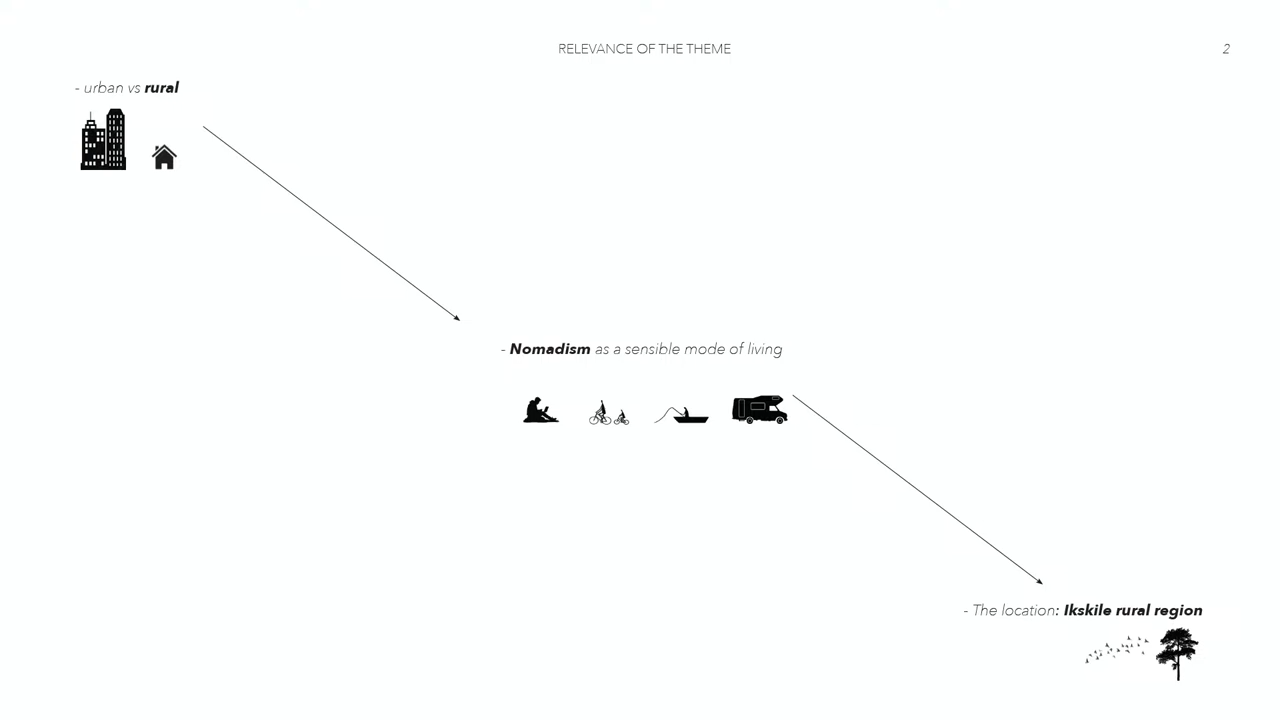 RELEVANCE OF THE THEME
2
- urban vs rural
- Nomadism as a sensible mode of living
- The location: Ikskile rural region